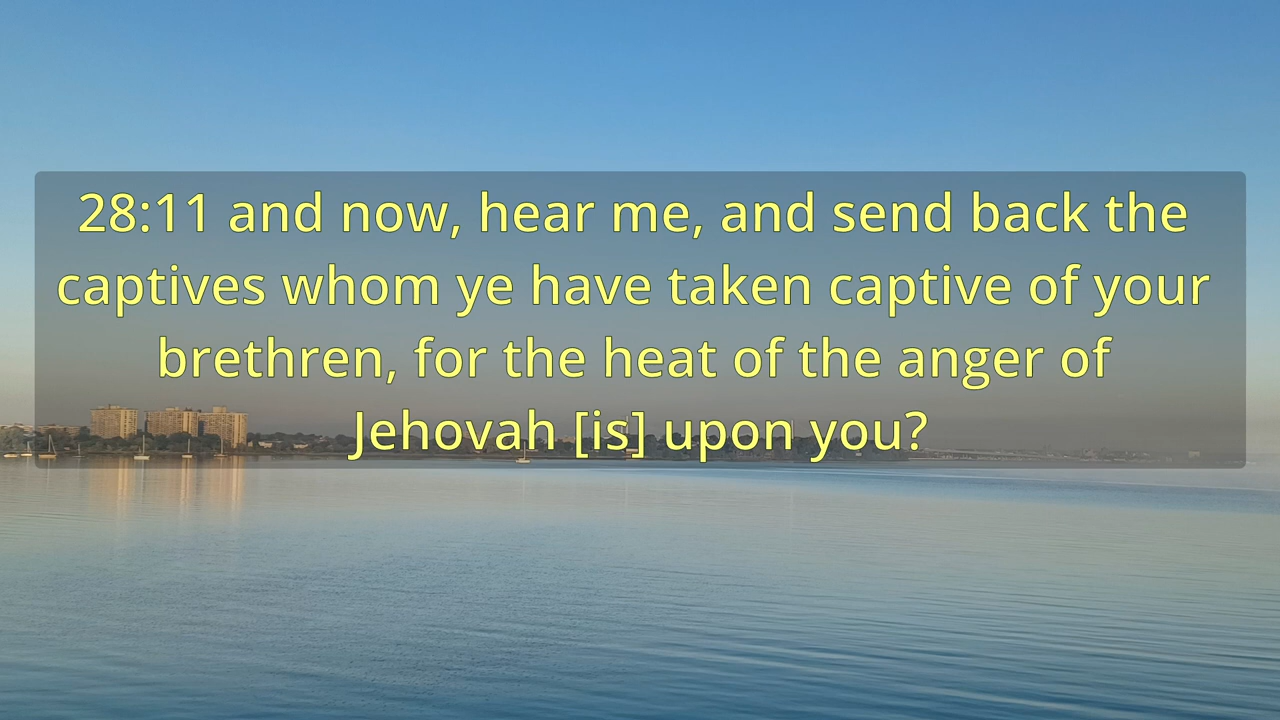 28:11 and now, hear me, and send back the
captives whom ye have taken captive of your
brethren, for the heat of the anger of
Jehovah [is] upon you?